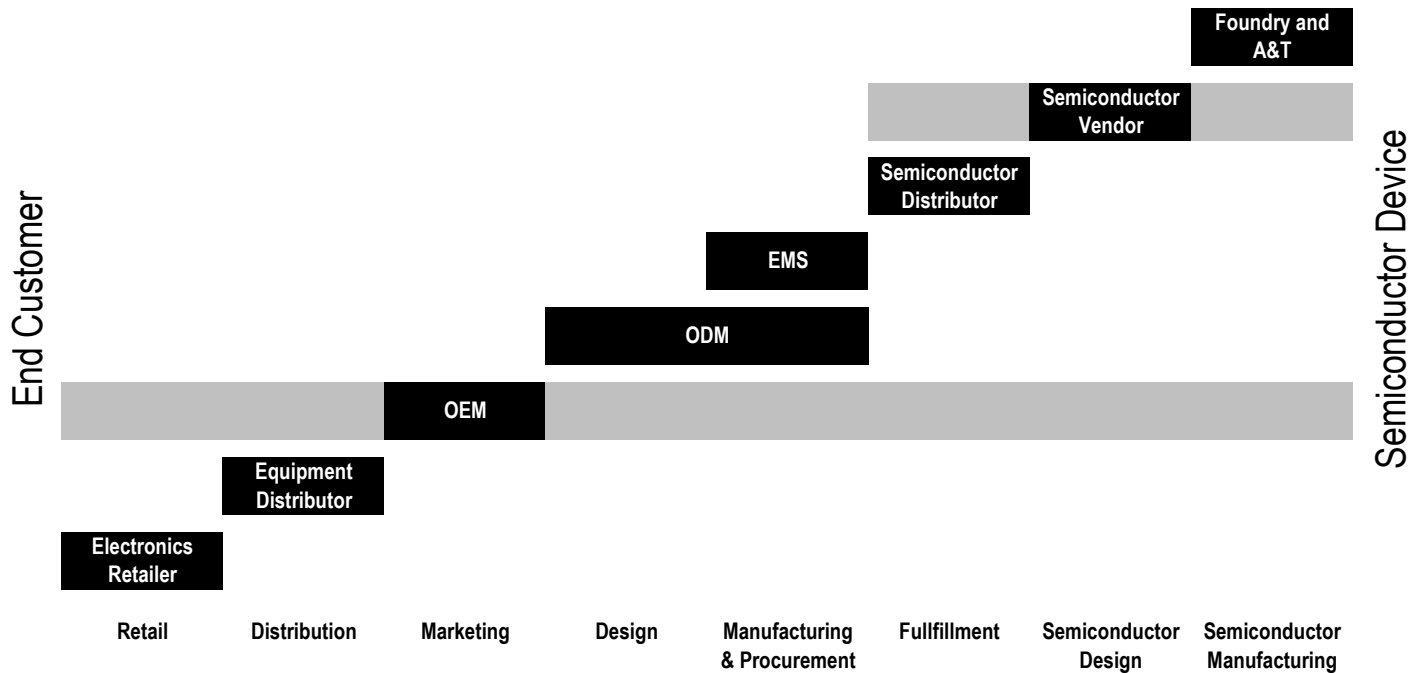 Foundry and
A&T
Semiconductor
Vendor
Semiconductor
Distributor
EMS
ODM
OEM
Equipment
Distributor
Electronics
Retailer
End Customer
Semiconductor Device
Retail
Distribution
Marketing
Design
Manufacturing
& Procurement
Fullfillment
Semiconductor
Design
Semiconductor
Manufacturing